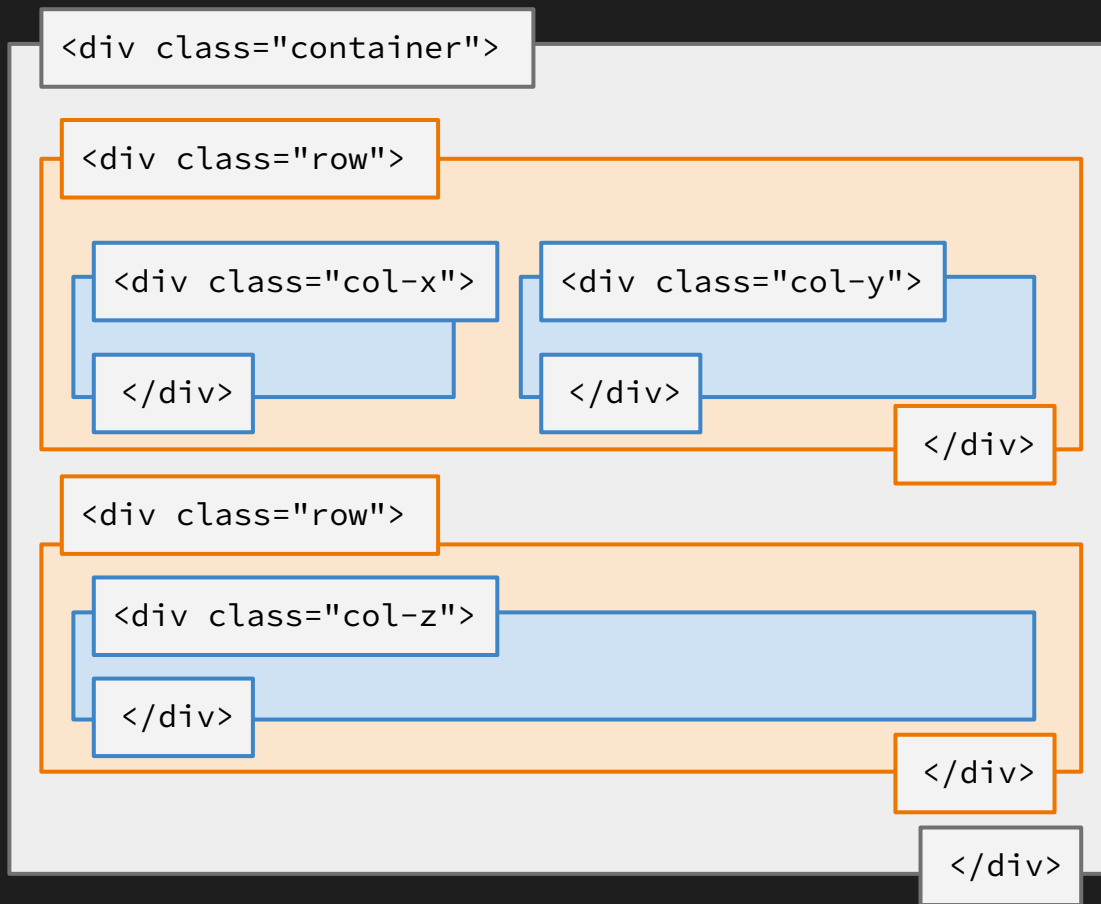 <div class="container">
<div class="row">
<div class="col-x">
<div class="col-y">
</div>
</div>
</div>
<div class="row">
<div class="col-z">
</div>
</div>
</div>